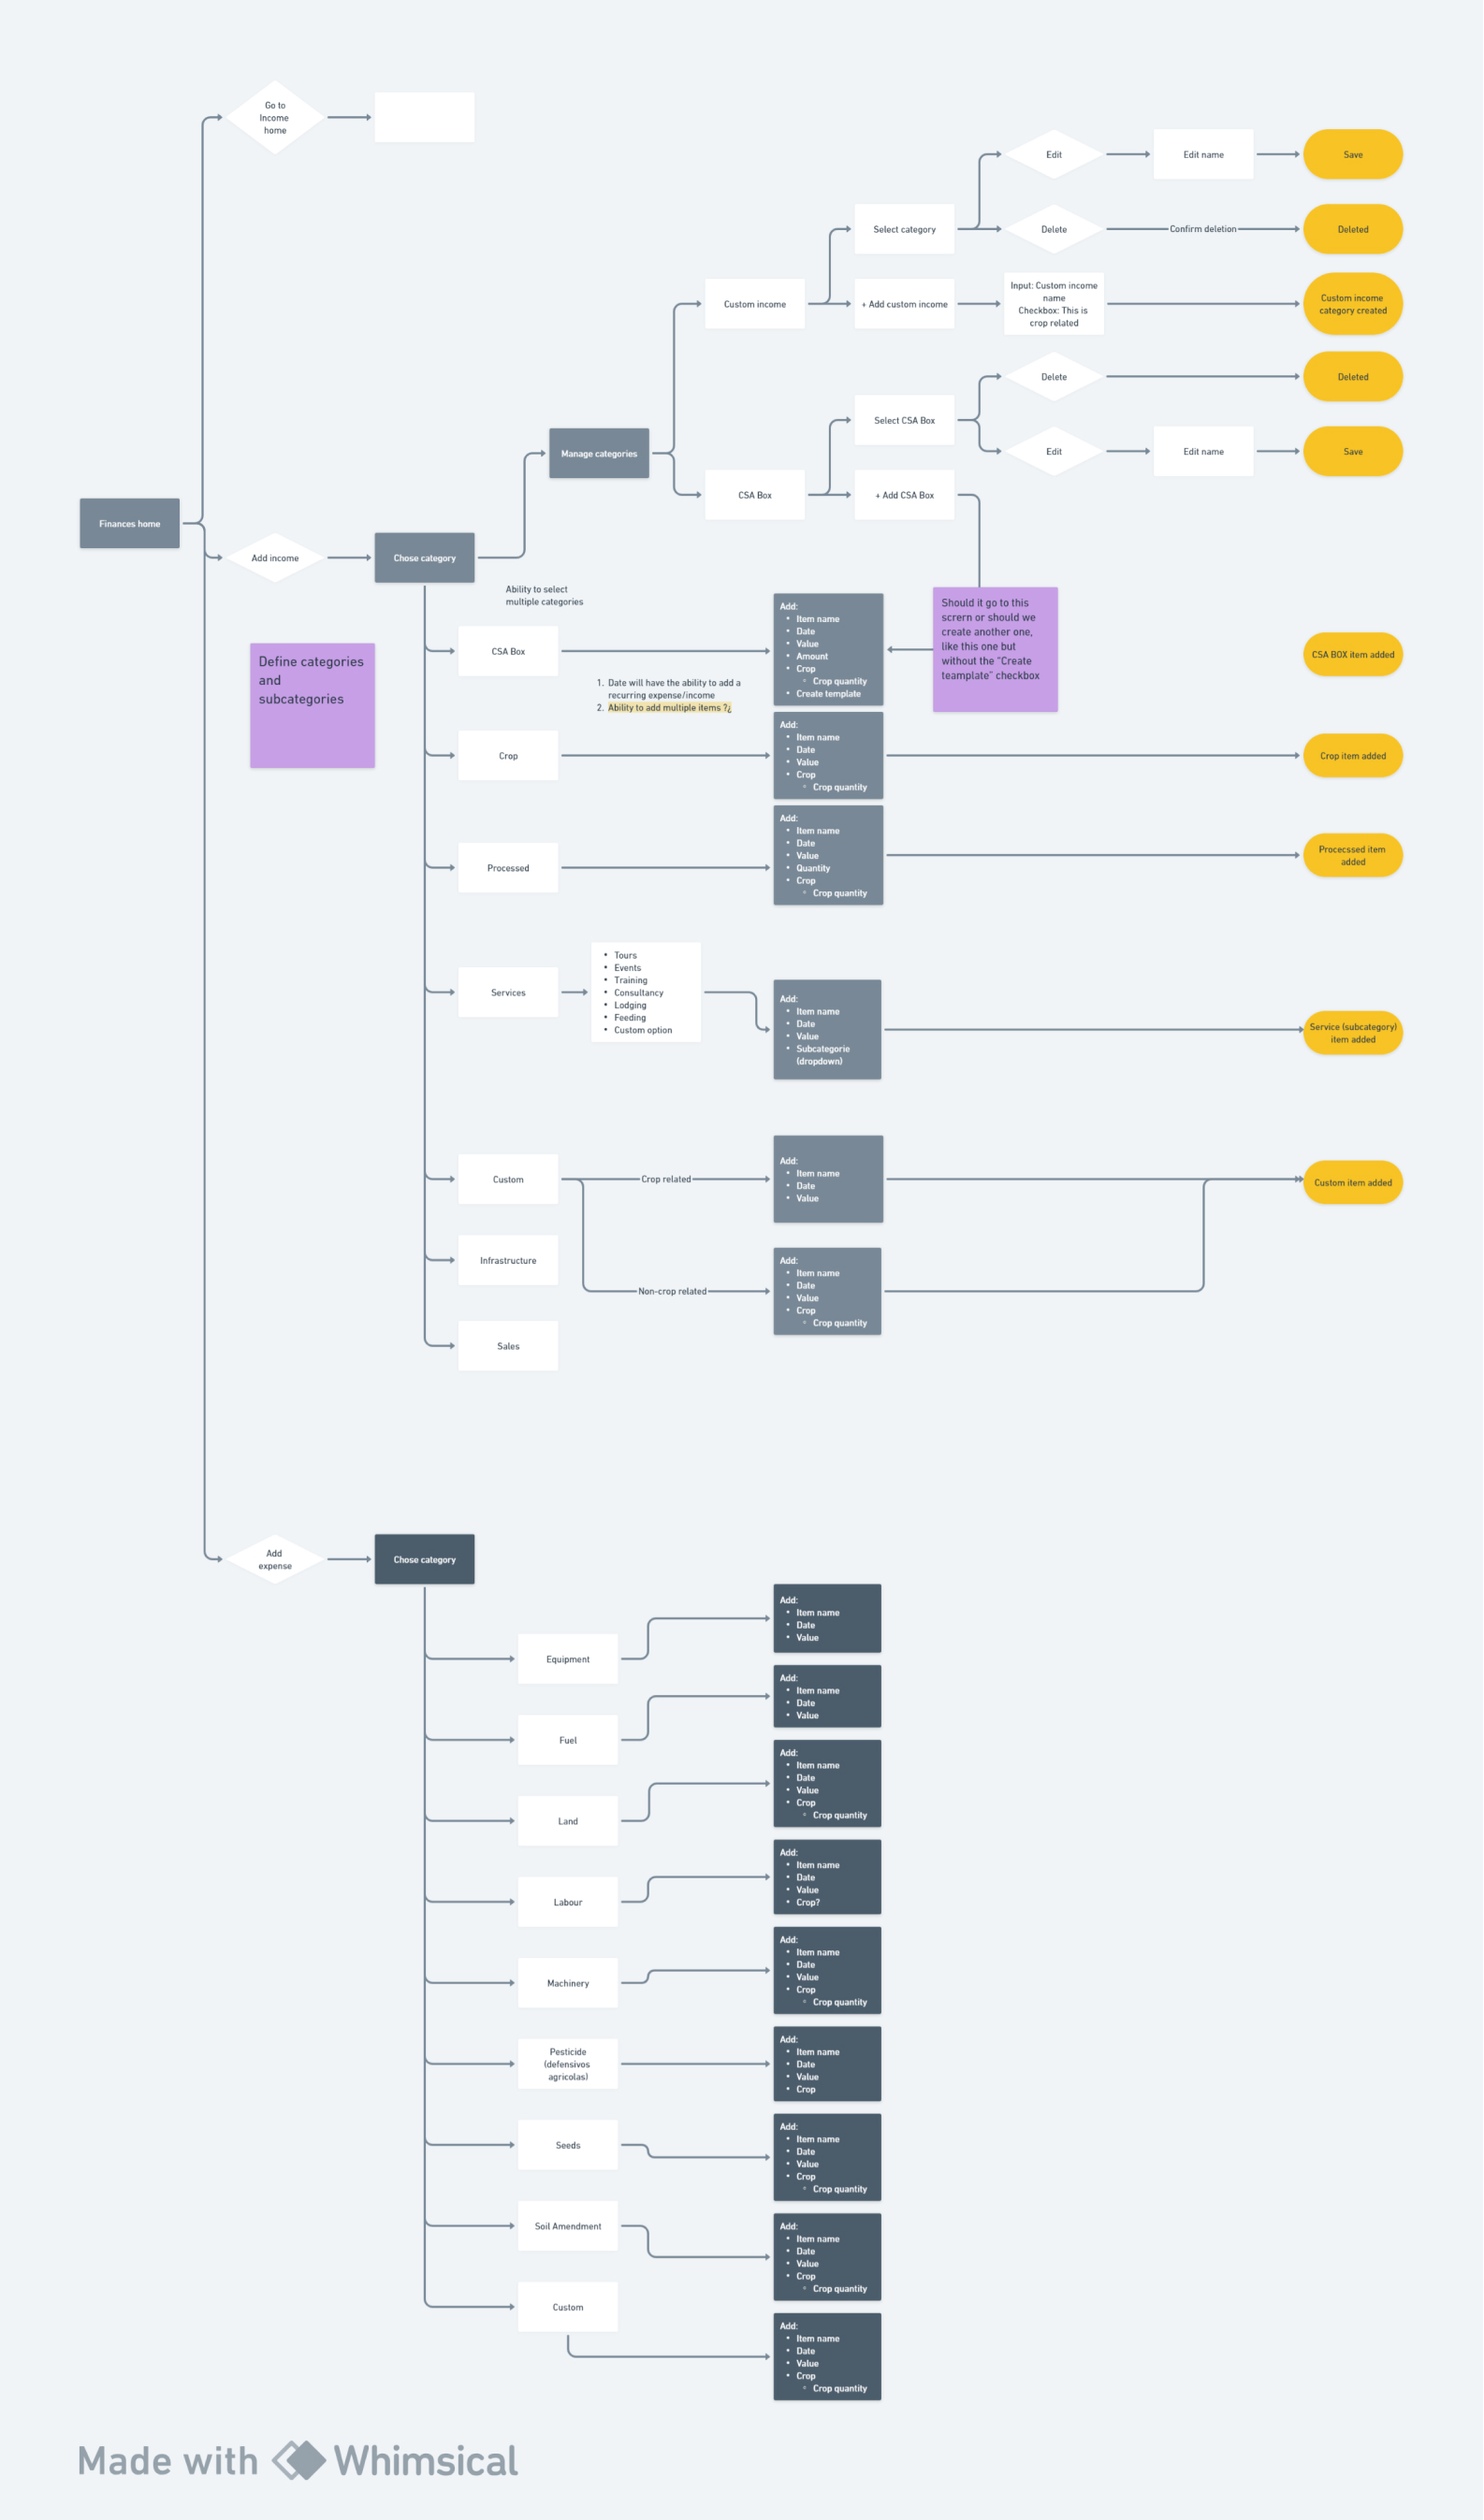 Go to
Income
home
Edit
Edit name
Save
Select category
Delete
Confirm deletion
Deleted
Custom income
+ Add custom income
Input: Custom income
name
Checkbox: This is
crop related
Custom income
category created
Delete
Deleted
Select CSA Box
Manage categories
Edit
Edit name
Save
CSA Box
+ Add CSA Box
Finances home
Add income
Chose category
Ability to select
multiple categories
Define categories
and
subcategories
CSA Box
1. Date will have the ability to add a
recurring expense/income
2. Ability to add multiple items ?¿
Add:
• Item name
• Date
• Value
• Amount
• Crop
◦ Crop quantity
• Create template
Should it go to this
scrern or should we
create another one,
like this one but
without the "Create
teamplate" checkbox
CSA BOX item added
Crop
Add:
• Item name
• Date
• Value
• Crop
◦ Crop quantity
Crop item added
Processed
Add:
• Item name
• Date
• Value
• Quantity
• Crop
◦ Crop quantity
Procecssed item
added
Services
• Tours
• Events
• Training
• Consultancy
• Lodging
• Feeding
• Custom option
Add:
• Item name
• Date
• Value
• Subcategorie
(dropdown)
Service (subcategory)
item added
Custom
Crop related
Add:
• Item name
• Date
• Value
Custom item added
Infrastructure
Non-crop related
Add:
• Item name
• Date
• Value
• Crop
◦ Crop quantity
Sales
Add
expense
Chose category
Equipment
Add:
• Item name
• Date
• Value
Fuel
Add:
• Item name
• Date
• Value
Land
Add:
• Item name
• Date
• Value
• Crop
◦ Crop quantity
Labour
Add:
• Item name
• Date
• Value
• Crop?
Machinery
Add:
• Item name
• Date
• Value
• Crop
◦ Crop quantity
Pesticide
(defensivos
agricolas)
Add:
• Item name
• Date
• Value
• Crop
Seeds
Add:
• Item name
• Date
• Value
• Crop
◦ Crop quantity
Soil Amendment
Add:
• Item name
• Date
• Value
• Crop
◦ Crop quantity
Custom
Add:
• Item name
• Date
• Value
• Crop
◦ Crop quantity
Made with Whimsical